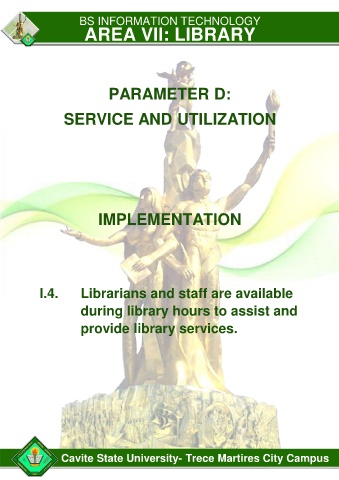 BS INFORMATION TECHNOLOGY
AREA VII: LIBRARY
PARAMETER D:
SERVICE AND UTILIZATION
IMPLEMENTATION
I.4. Librarians and staff are available
during library hours to assist and
provide library services.
Cavite State University- Trece Martires City Campus